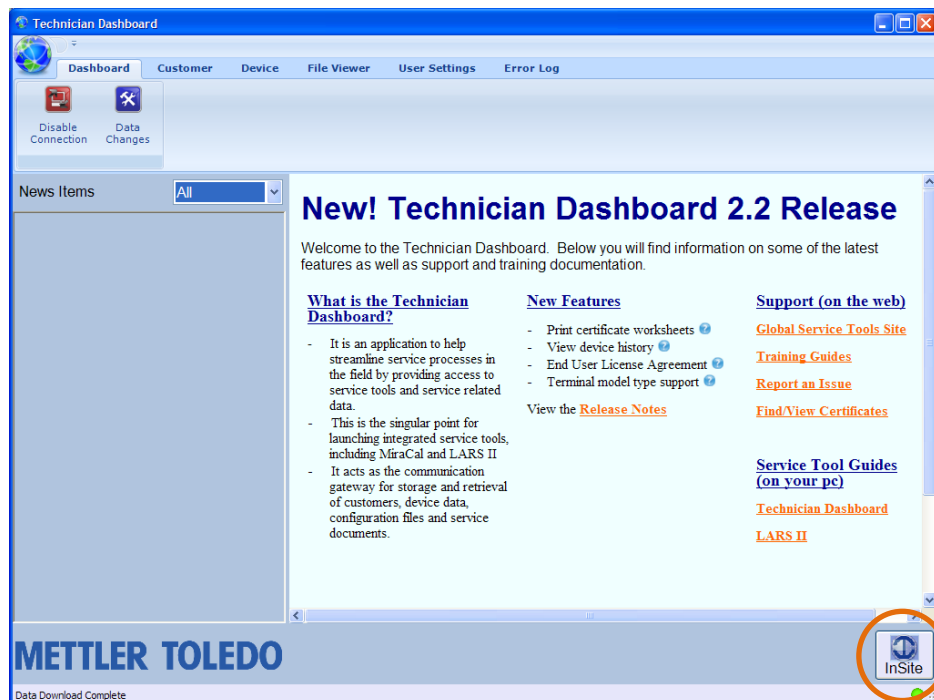 Technician Dashboard
Dashboard Customer Device File Viewer User Settings Error Log
Disable
Connection
Data
Changes
News Items
All
New! Technician Dashboard 2.2 Release
Welcome to the Technician Dashboard. Below you will find information on some of the latest
features as well as support and training documentation.
What is the Technician
Dashboard?
- It is an application to help
streamline service processes in
the field by providing access to
service tools and service related
data.
- This is the singular point for
launching integrated service tools,
including MiraCal and LARS II
- It acts as the communication
gateway for storage and retrieval
of customers, device data,
configuration files and service
documents.
New Features
- Print certificate worksheets ?
- View device history ?
- End User License Agreement ?
- Terminal model type support ?
View the Release Notes
Support (on the web)
Global Service Tools Site
Training Guides
Report an Issue
Find/View Certificates
Service Tool Guides
(on your pc)
Technician Dashboard
LARS II
METTLER TOLEDO
InSite
Data Download Complete